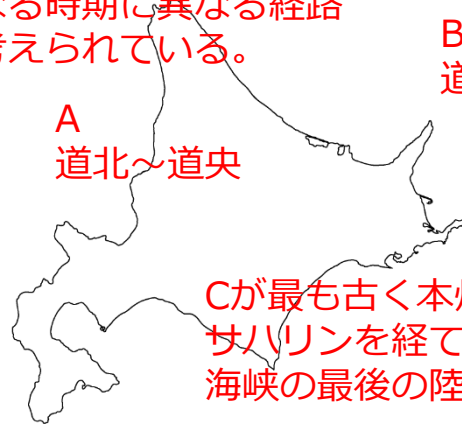 なる時期に異なる経路
考えられている。
B
道
A
道北～道央
Cが最も古く本
サハリンを経て
海峡の最後の陸